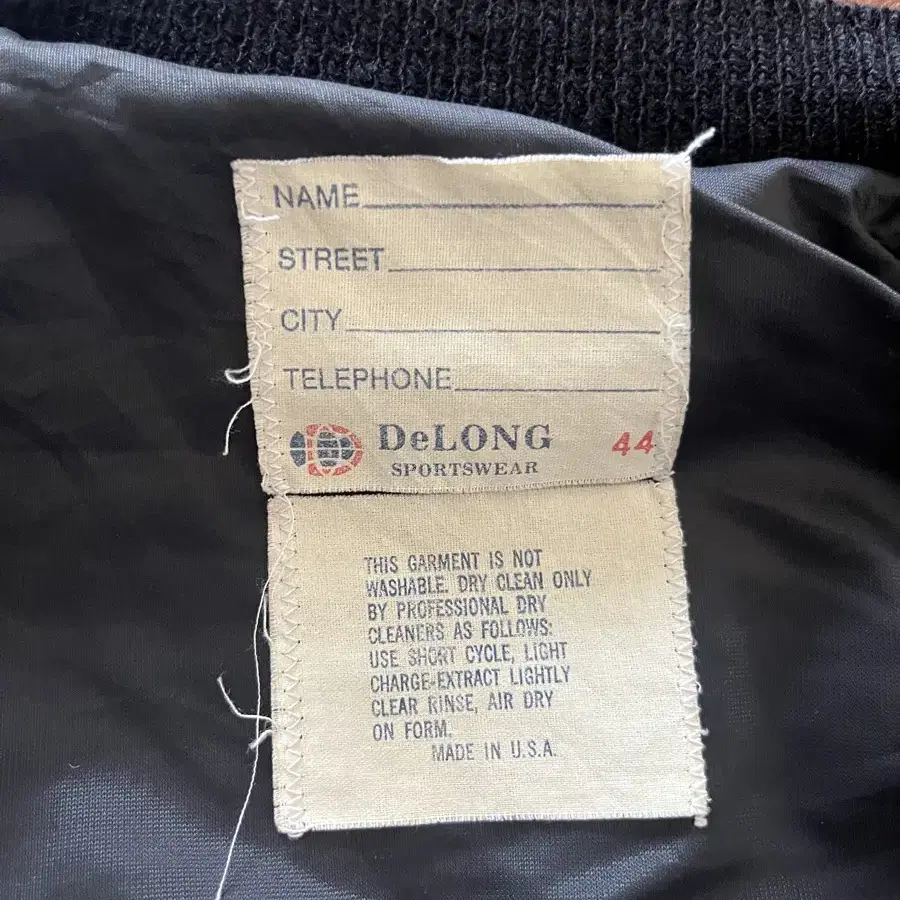 NAME
STREET
CITY
TELEPHONE
DeLONG 44
SPORTSWEAR
THIS GARMENT IS NOT
WASHABLE. DRY CLEAN ONLY
BY PROFESSIONAL DRY
CLEANERS AS FOLLOWS:
USE SHORT CYCLE, LIGHT
CHARGE-EXTRACT LIGHTLY
CLEAR RINSE, AIR DRY
ON FORM.
MADE IN U.S.A.